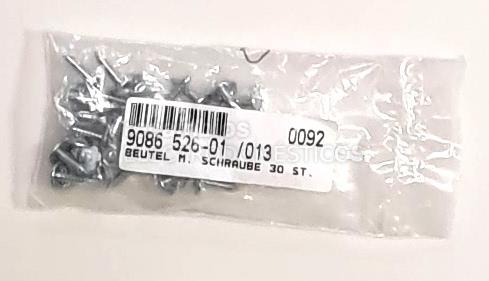 0092
9086 526-01 /013
BEUTEL M. SCHRAUBE 30 ST.